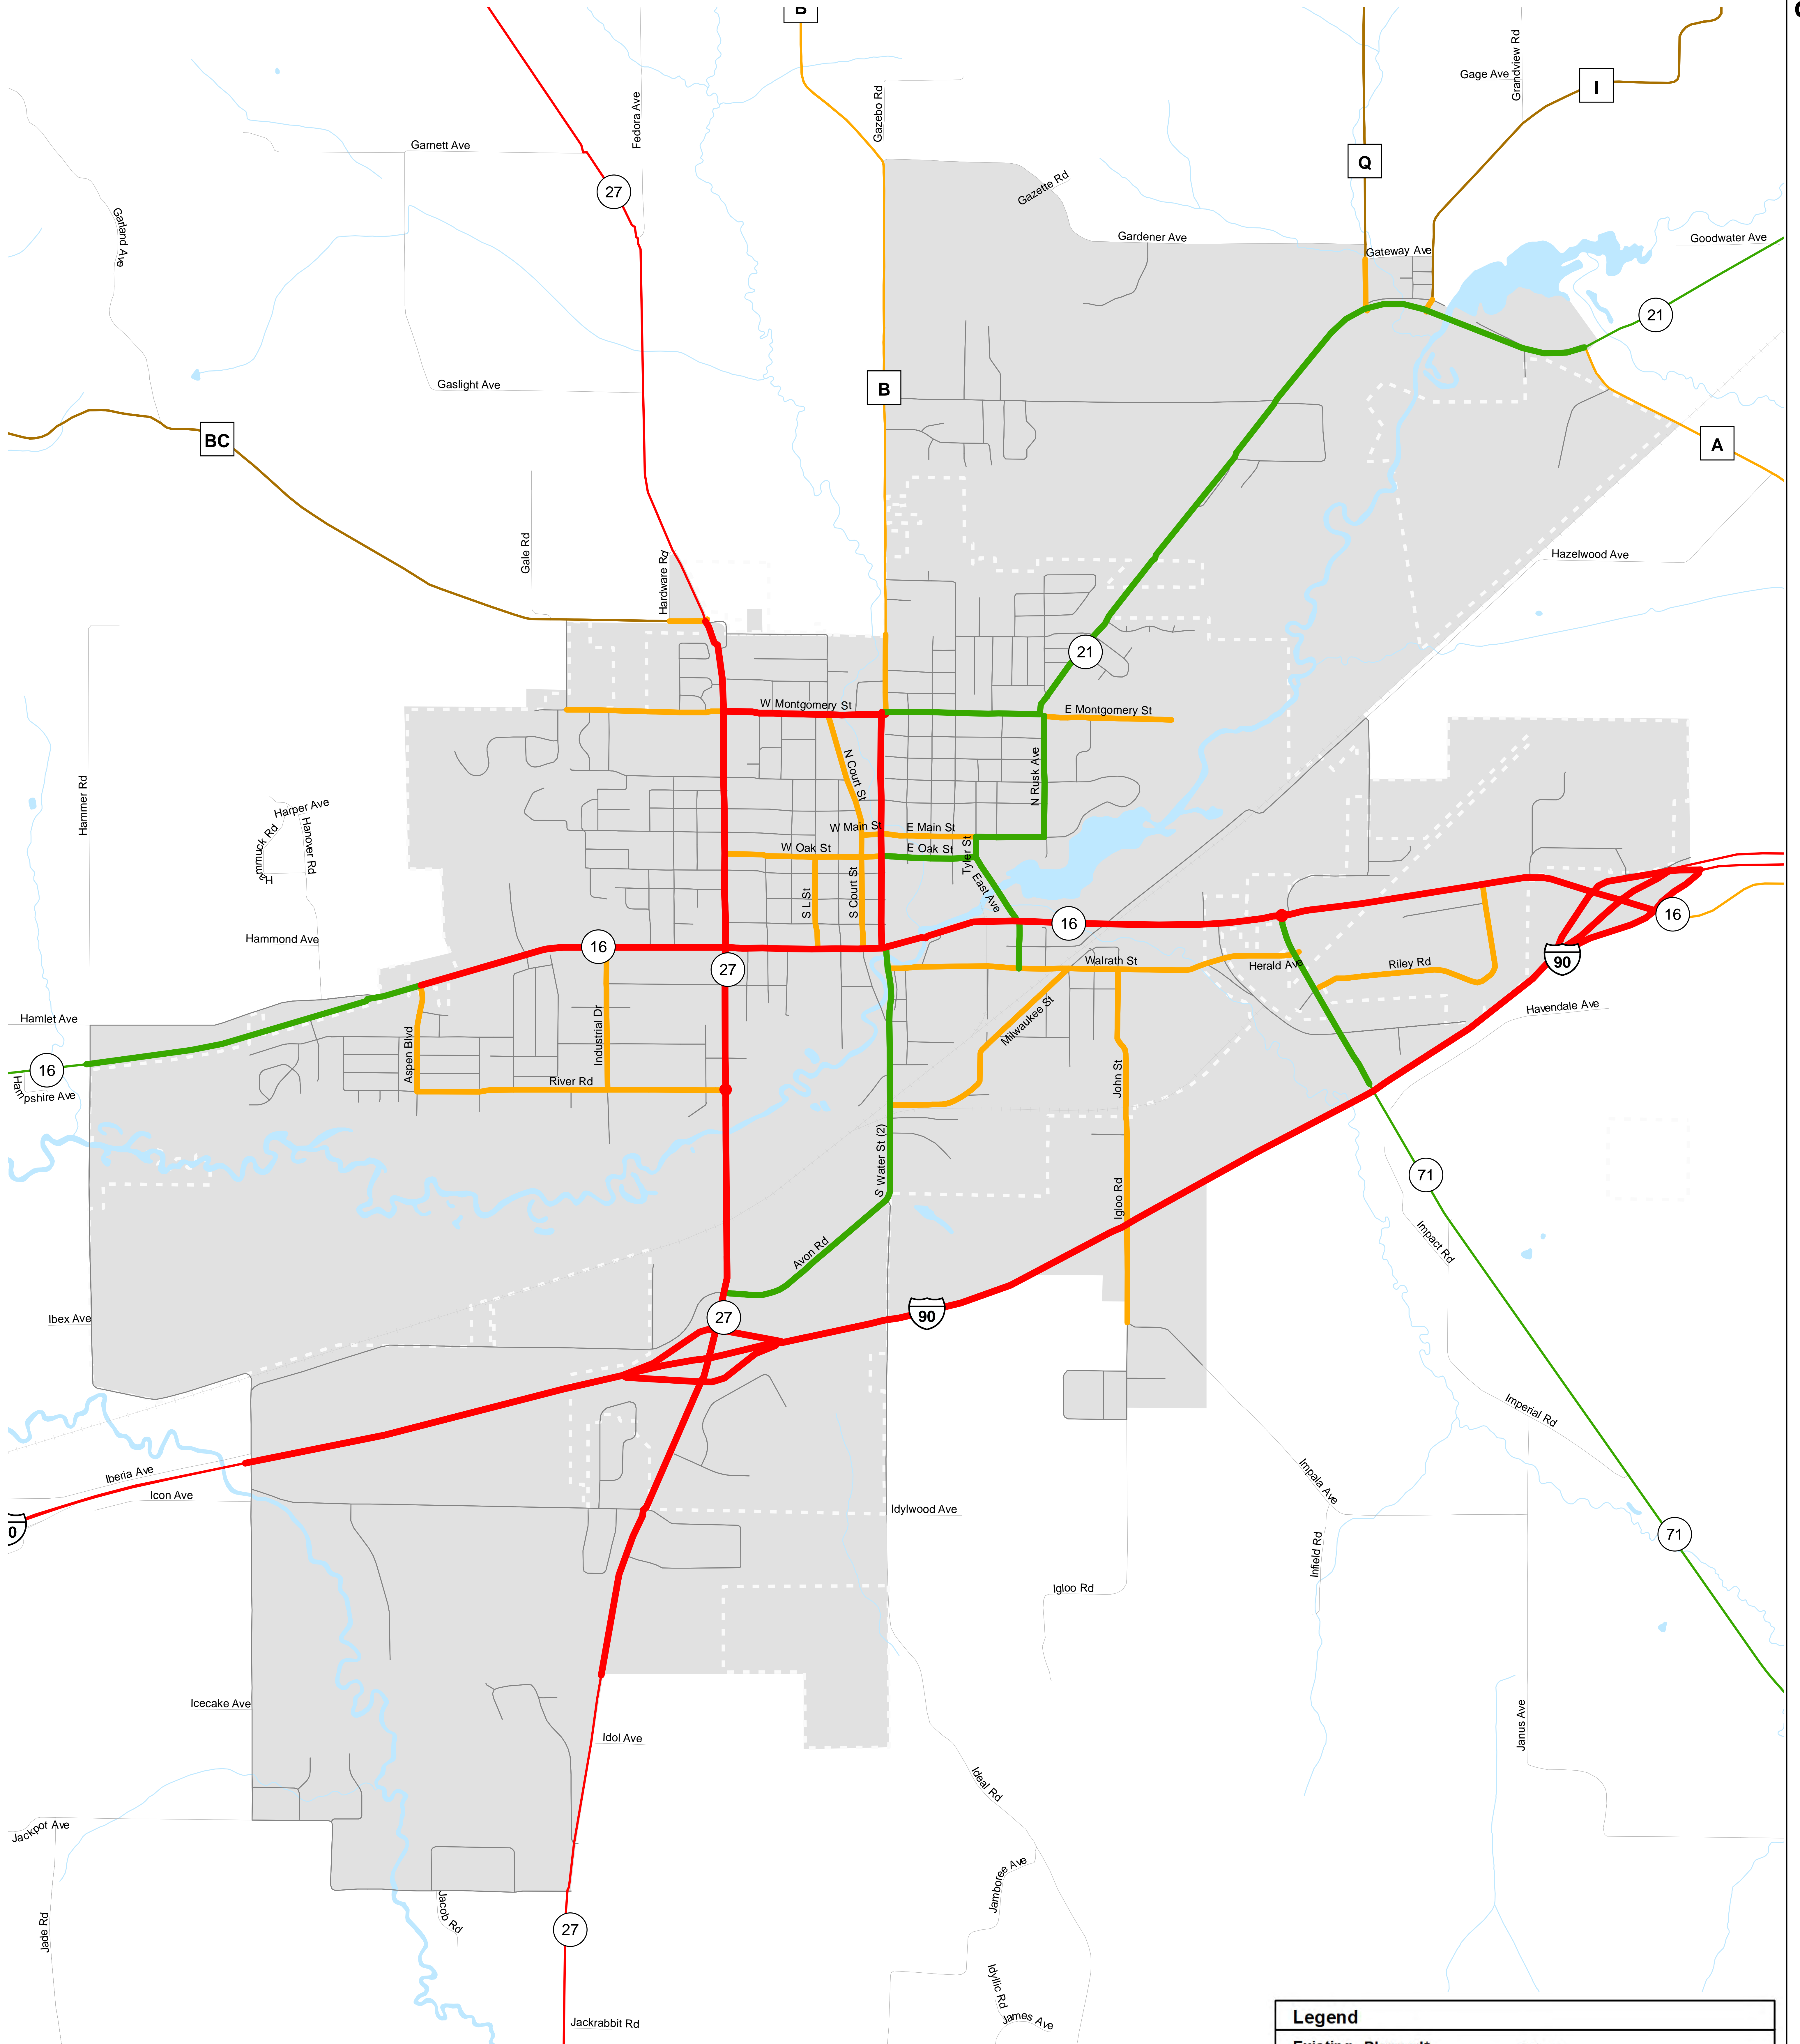 B
Gage Ave
Grandview Rd
I
Gazebo Rd
Fedora Ave
Garnett Ave
27
Q
Gazette Rd
Garland Ave
Gardener Ave
Gateway Ave
Goodwater Ave
21
Gaslight Ave
B
BC
A
Gale Rd
Hardware Rd
Hazelwood Ave
21
W Montgomery St
E Montgomery St
N Court St
N Rusk Ave
Hammer Rd
Harper Ave
Hanover Rd
Hammuck Rd
W Main St
E Main St
W Oak St
E Oak St
Tyler St
East Ave
S L St
S Court St
16
16
16
Hammond Ave
27
Walrath St
Herald Ave
Riley Rd
90
Havendale Ave
Hamlet Ave
Industrial Dr
Milwaukee St
Aspen Blvd
River Rd
John St
16
Hampshire Ave
S Water St (2)
71
Igloo Rd
Impact Rd
Avon Rd
Ibex Ave
27
90
Imperial Rd
Iberia Ave
Icon Ave
0
Impala Ave
Idylwood Ave
71
Infield Rd
Igloo Rd
Icecake Ave
Idol Ave
Janus Ave
Ideal Rd
Jackpot Ave
Jamboree Ave
Jacob Rd
Jade Rd
27
Idyllic Rd
James Ave
Jackrabbit Rd
Legend
Existing Planned*